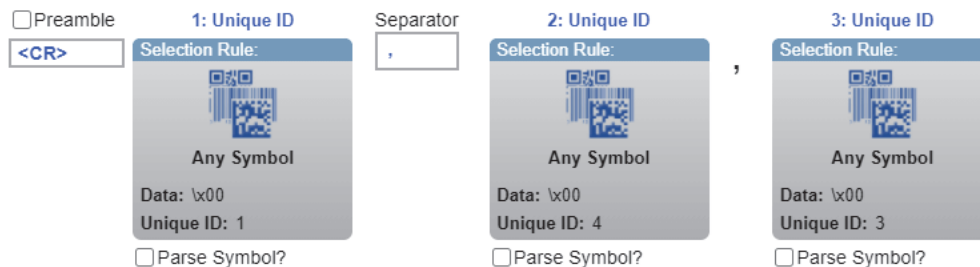 Preamble
<CR>
1: Unique ID
Selection Rule:
Any Symbol
Data: \x00
Unique ID: 1
Parse Symbol?
Separator
,
2: Unique ID
Selection Rule:
Any Symbol
Data: \x00
Unique ID: 4
Parse Symbol?
,
3: Unique ID
Selection Rule:
Any Symbol
Data: \x00
Unique ID: 3
Parse Symbol?